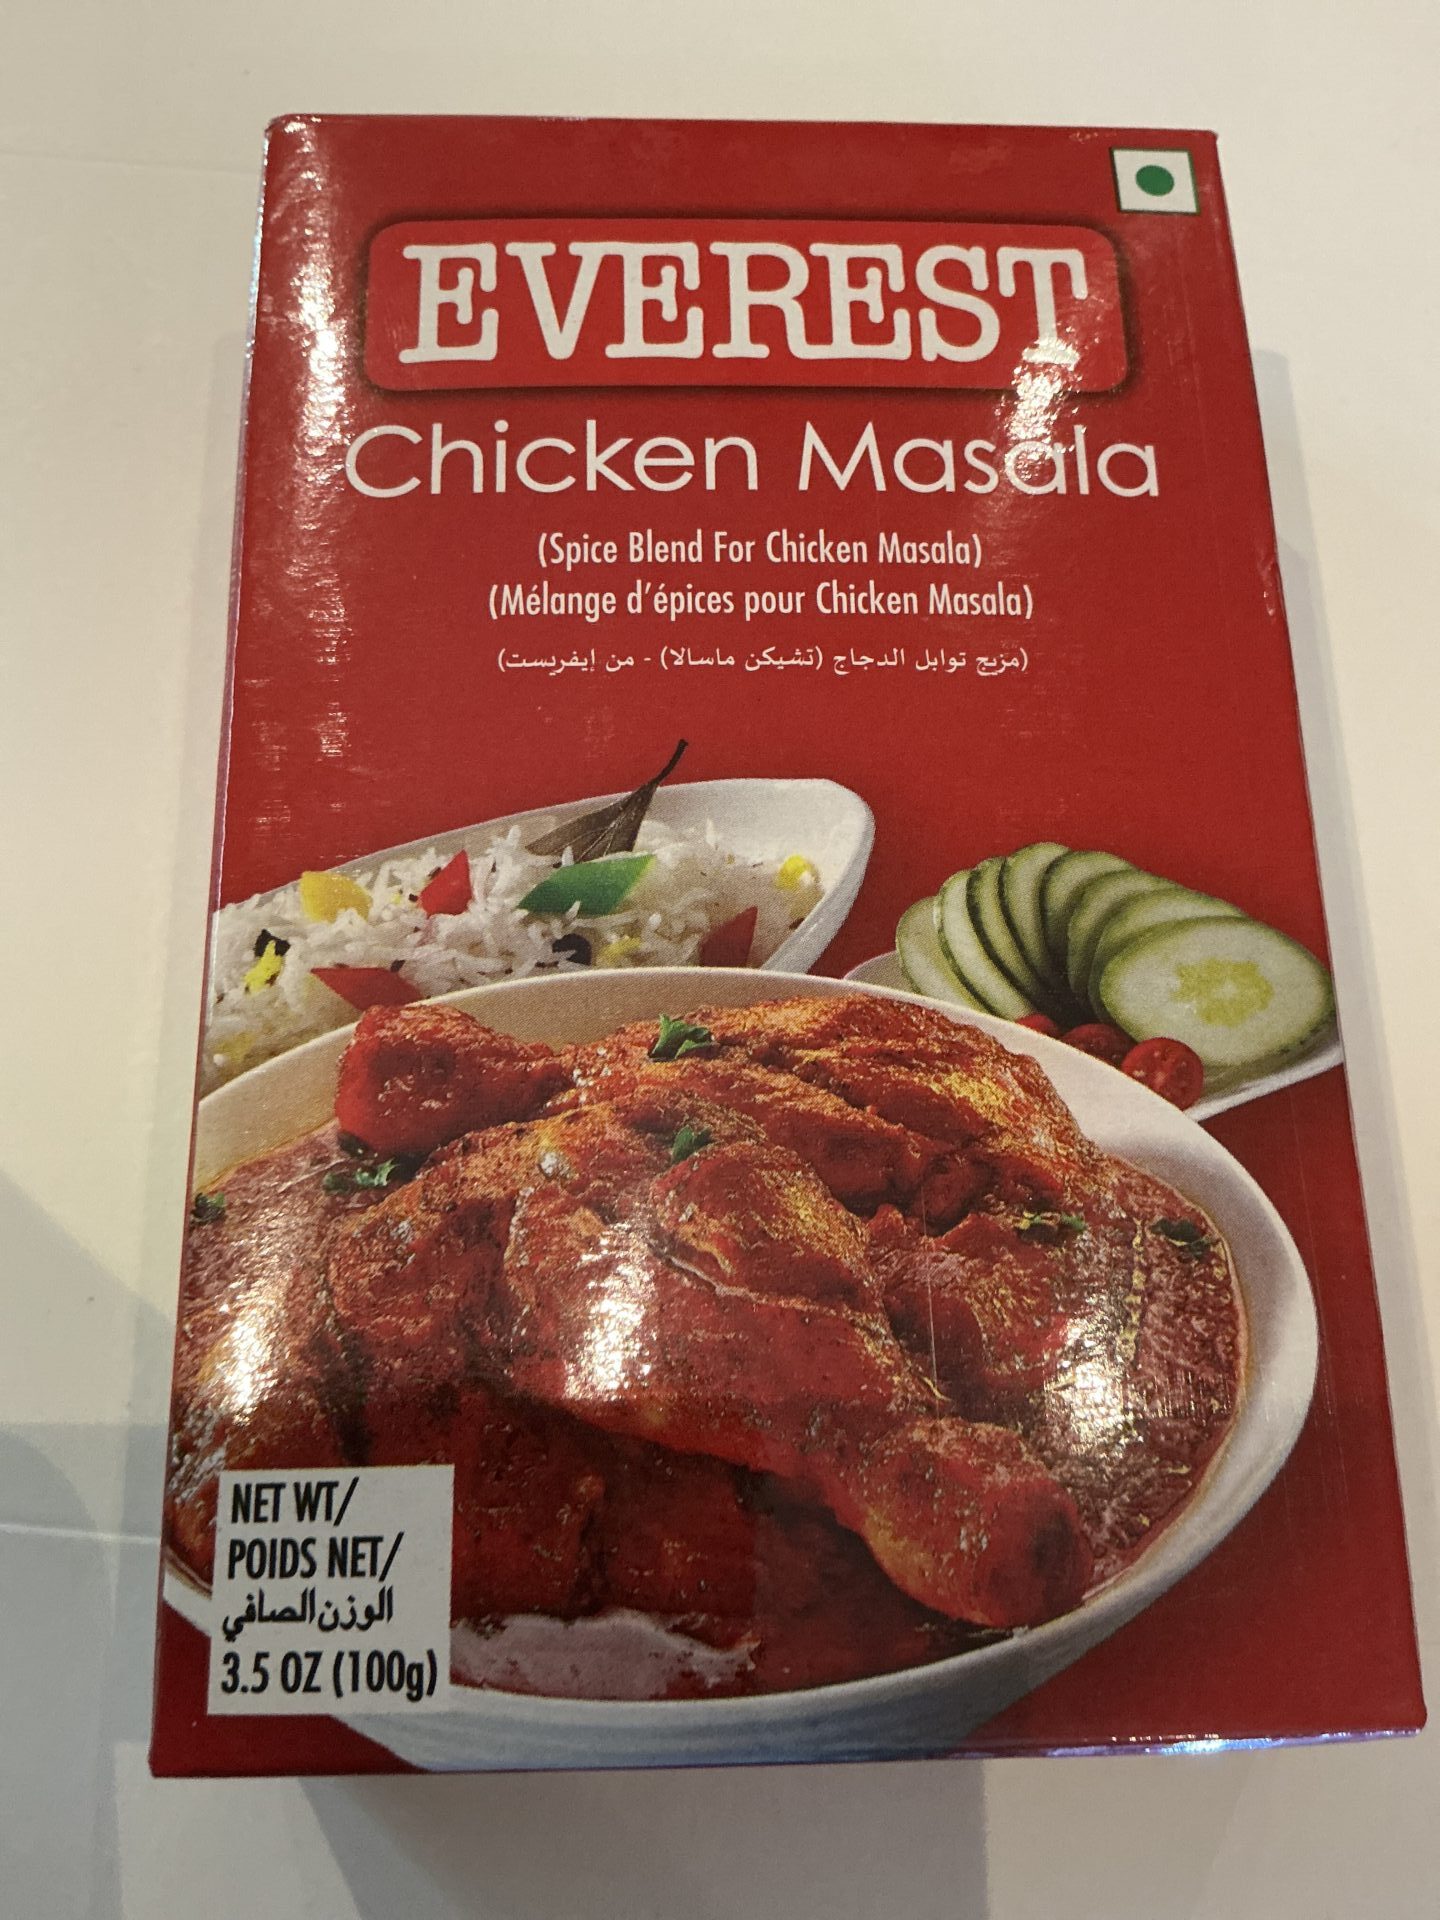 EVEREST
Chicken Masala
(Spice Blend For Chicken Masala)
(Mélange d'épices pour Chicken Masala)
(مزيج توابل الدجاج (تشيكن ماسالا) - من إيفريست)
NET WT/
POIDS NET/
الوزن الصافي
3.5 OZ (100g)